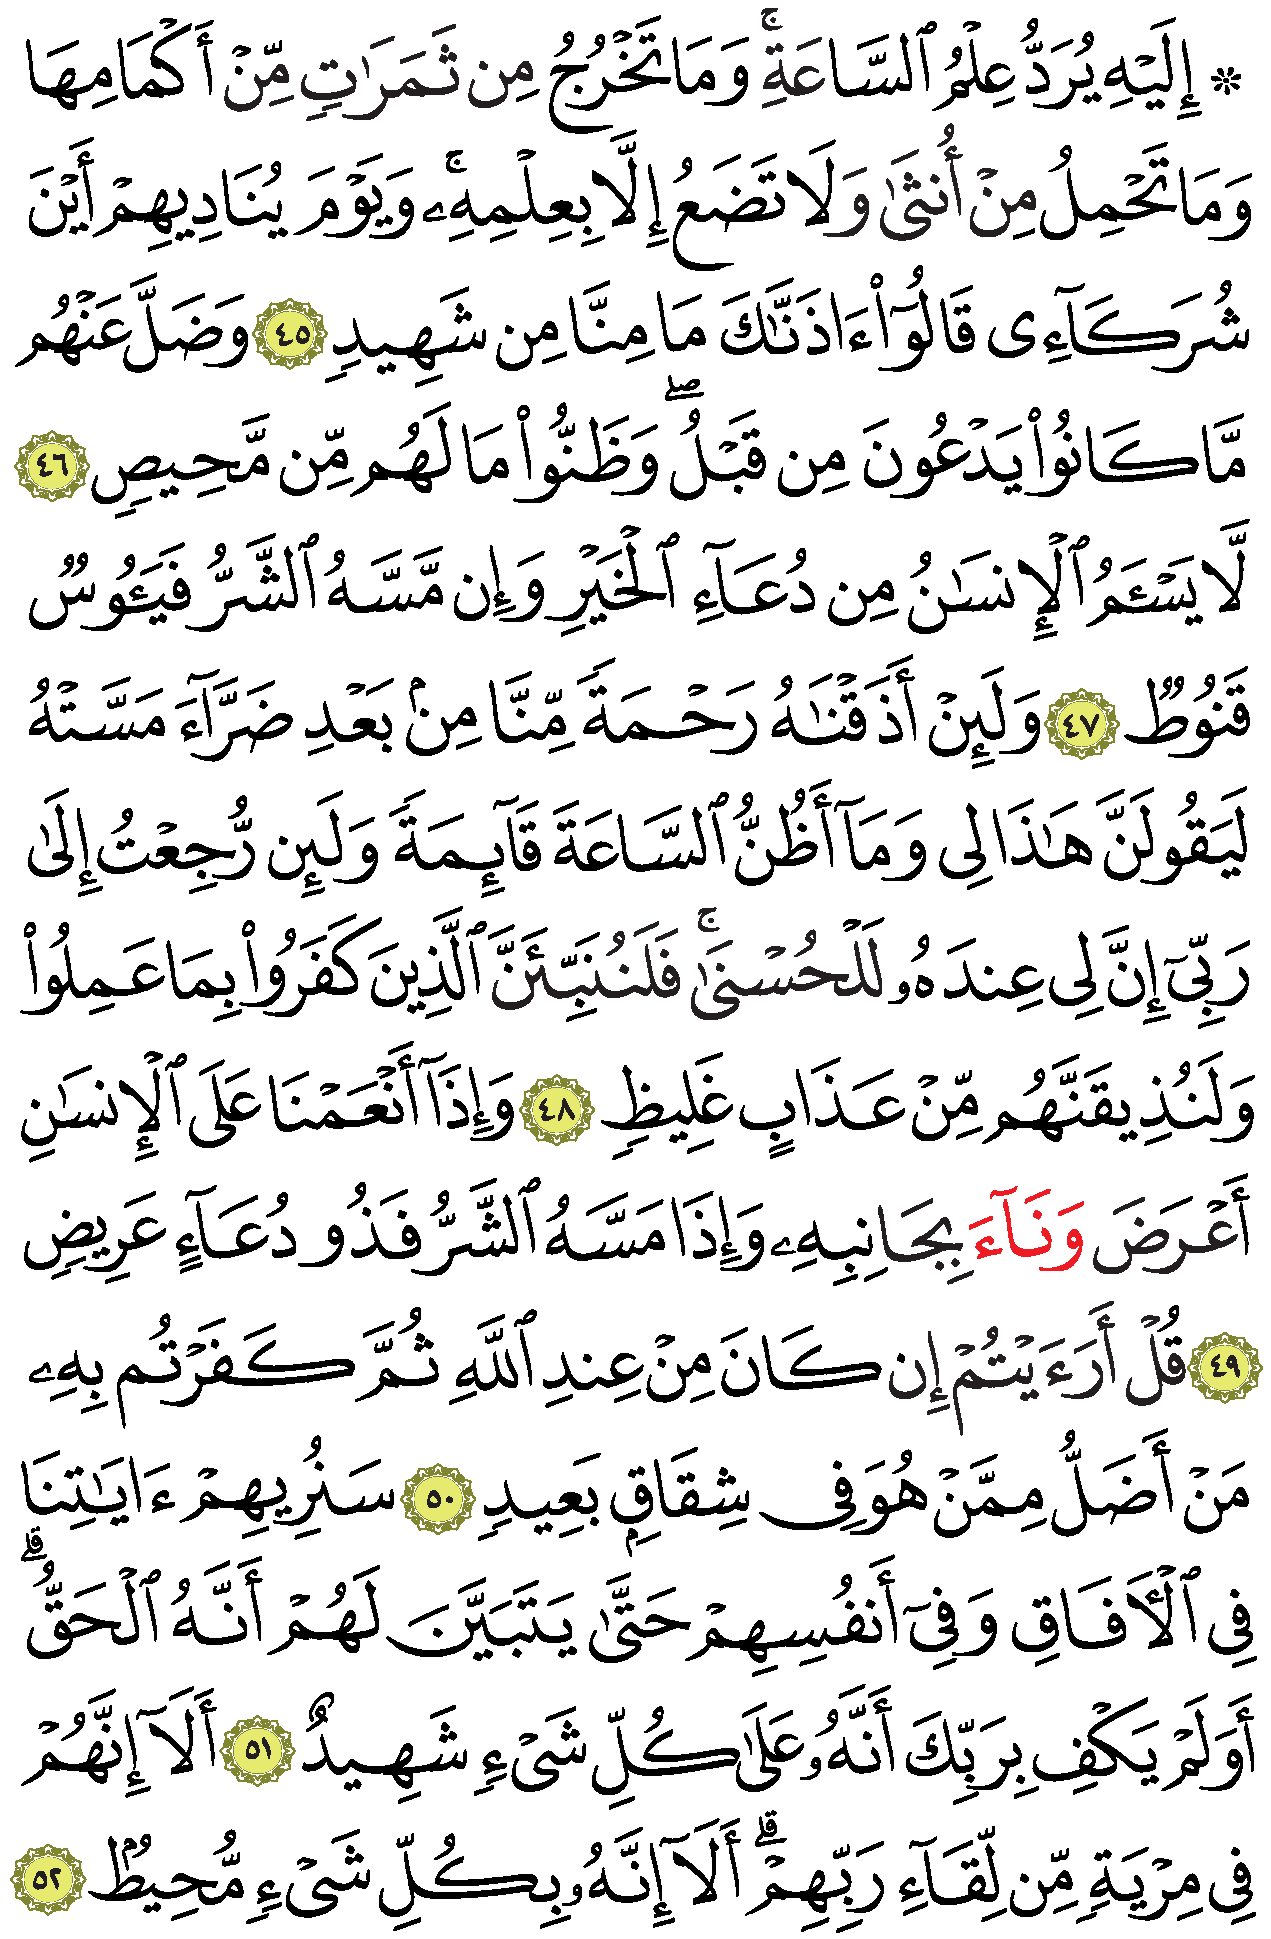 ۞ إِلَيْهِ يُرَدُّ عِلْمُ ٱلسَّاعَةِۚ وَمَا تَخْرُجُ مِن ثَمَرَٰتٍ مِّنْ أَكْمَامِهَا
وَمَا تَحْمِلُ مِنْ أُنثَىٰ وَلَا تَضَعُ إِلَّا بِعِلْمِهِۦۚ وَيَوْمَ يُنَادِيهِمْ أَيْنَ
شُرَكَآءِى قَالُوٓا۟ ءَاذَنَّٰكَ مَا مِنَّا مِن شَهِيدٍ ٤٥ وَضَلَّ عَنْهُم
مَّا كَانُوا۟ يَدْعُونَ مِن قَبْلُۖ وَظَنُّوا۟ مَا لَهُم مِّن مَّحِيصٍ ٤٦
لَّا يَسْـَٔمُ ٱلْإِنسَٰنُ مِن دُعَآءِ ٱلْخَيْرِ وَإِن مَّسَّهُ ٱلشَّرُّ فَيَـُٔوسٌ
قَنُوطٌ ٤٧ وَلَئِنْ أَذَقْنَٰهُ رَحْمَةً مِّنَّا مِنۢ بَعْدِ ضَرَّآءَ مَسَّتْهُ
لَيَقُولَنَّ هَٰذَا لِى وَمَآ أَظُنُّ ٱلسَّاعَةَ قَآئِمَةً وَلَئِن رُّجِعْتُ إِلَىٰ
رَبِّىٓ إِنَّ لِى عِندَهُۥ لَلْحُسْنَىٰۚ فَلَنُنَبِّئَنَّ ٱلَّذِينَ كَفَرُوا۟ بِمَا عَمِلُوا۟
وَلَنُذِيقَنَّهُم مِّنْ عَذَابٍ غَلِيظٍ ٤٨ وَإِذَآ أَنْعَمْنَا عَلَى ٱلْإِنسَٰنِ
أَعْرَضَ وَنَـَٔاءَ بِجَانِبِهِۦ وَإِذَا مَسَّهُ ٱلشَّرُّ فَذُو دُعَآءٍ عَرِيضٍ
٤٩ قُلْ أَرَءَيْتُمْ إِن كَانَ مِنْ عِندِ ٱللَّهِ ثُمَّ كَفَرْتُم بِهِۦ
مَنْ أَضَلُّ مِمَّنْ هُوَ فِى شِقَاقٍۭ بَعِيدٍ ٥٠ سَنُرِيهِمْ ءَايَٰتِنَا
فِى ٱلْـَٔافَاقِ وَفِىٓ أَنفُسِهِمْ حَتَّىٰ يَتَبَيَّنَ لَهُمْ أَنَّهُ ٱلْحَقُّۗ
أَوَلَمْ يَكْفِ بِرَبِّكَ أَنَّهُۥ عَلَىٰ كُلِّ شَىْءٍ شَهِيدٌ ٥١ أَلَآ إِنَّهُمْ
فِى مِرْيَةٍ مِّن لِّقَآءِ رَبِّهِمْۗ أَلَآ إِنَّهُۥ بِكُلِّ شَىْءٍ مُّحِيطٌۢ ٥٢